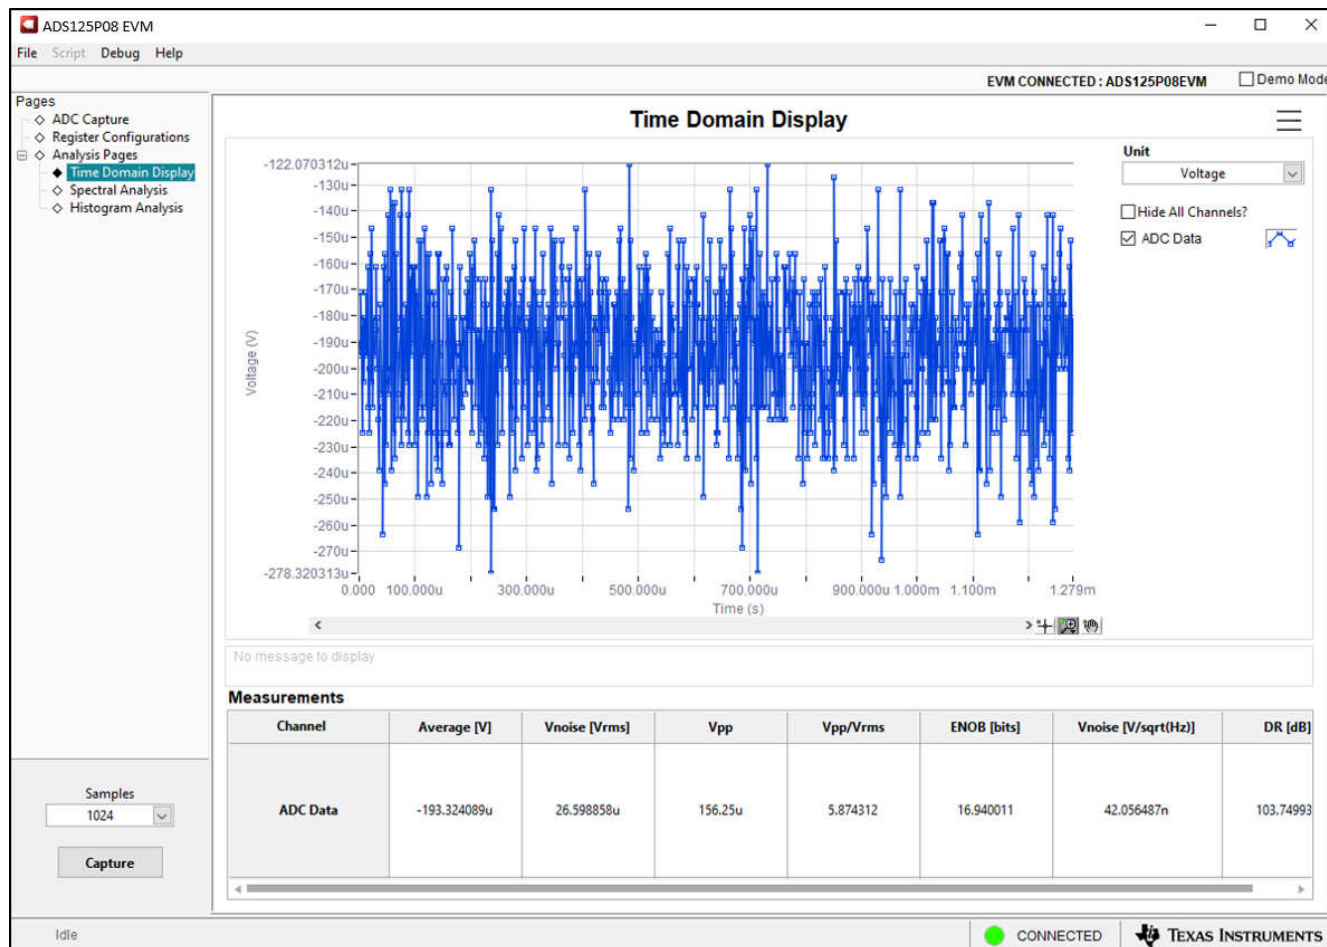 ADS125P08 EVM
File Script Debug Help
EVM CONNECTED : ADS125P08EVM Demo Mode
Pages
ADC Capture
Register Configurations
Analysis Pages
Time Domain Display
Spectral Analysis
Histogram Analysis
Samples
1024
Capture
Time Domain Display
Unit
Voltage
Hide All Channels?
ADC Data
Voltage (V)
-122.070312u
-130u
-140u
-150u
-160u
-170u
-180u
-190u
-200u
-210u
-220u
-230u
-240u
-250u
-260u
-270u
-278.320313u
0.000 100.000u 300.000u 500.000u 700.000u 900.000u 1.000m 1.100m 1.279m
Time (s)
No message to display
Measurements
Channel Average [V] Vnoise [Vrms] Vpp Vpp/Vrms ENOB [bits] Vnoise [V/sqrt(Hz)] DR [dB]
ADC Data -193.324089u 26.598858u 156.25u 5.874312 16.940011 42.056487n 103.74993
Idle CONNECTED TEXAS INSTRUMENTS